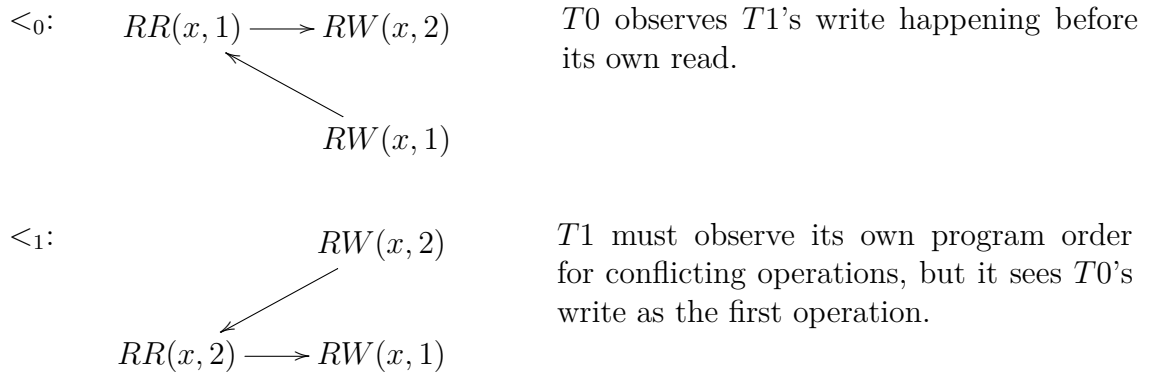 <₀: RR(x, 1) RW(x, 2) T0 observes T1's write happening before
its own read.
RW(x, 1)
<₁: RW(x, 2) T1 must observe its own program order
for conflicting operations, but it sees T0's
write as the first operation.
RR(x, 2) RW(x, 1)